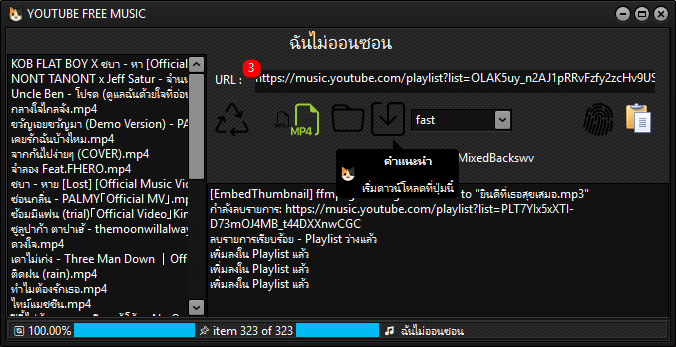 YOUTUBE FREE MUSIC
ฉันไม่ออนซอน
KOB FLAT BOY X ชบา - หา [Official
NONT TANONT x Jeff Satur - จำนน
Uncle Ben - โปรด (ดูแลฉันด้วยใจที่อ่อน
กลางใจไกลจัง.mp4
ขวัญเอยขวัญมา (Demo Version) - PA
เคยรักฉันบ้างไหม.mp4
จากกันไปง่ายๆ (COVER).mp4
จำลอง Feat.FHERO.mp4
ชบา - หาย [Lost] [Official Music Vid
ซ่อนกลิ่น - PALMY「Official MV」.mp
ซ้อมมีแฟน (trial)「Official Video」Kin
ซูลูปาก้า ตาปาเฮ้ - themoonwillalway
ดวงใจ.mp4
เดาไม่เก่ง - Three Man Down | Off
ติดฝน (rain).mp4
ทำไมต้องรักเธอ.mp4
ไทม์แมชชีน.mp4
3
URL :
https://music.youtube.com/playlist?list=OLAK5uy_n2AJ1pRRvFzfy2zcHv9US
MP3
MP4
fast
MixedBackswv
คำแนะนำ
เริ่มดาวน์โหลดที่ปุ่มนี้
[EmbedThumbnail] ffmp to "ยินดีที่เธอสุขเสมอ.mp3"
กำลังลบรายการ: https://music.youtube.com/playlist?list=PLT7Ylx5xXTI-
D73mOJ4MB_t44DXXnwCGC
ลบรายการเรียบร้อย - Playlist ว่างแล้ว
เพิ่มลงใน Playlist แล้ว
เพิ่มลงใน Playlist แล้ว
เพิ่มลงใน Playlist แล้ว
100.00%
item 323 of 323
ฉันไม่ออนซอน